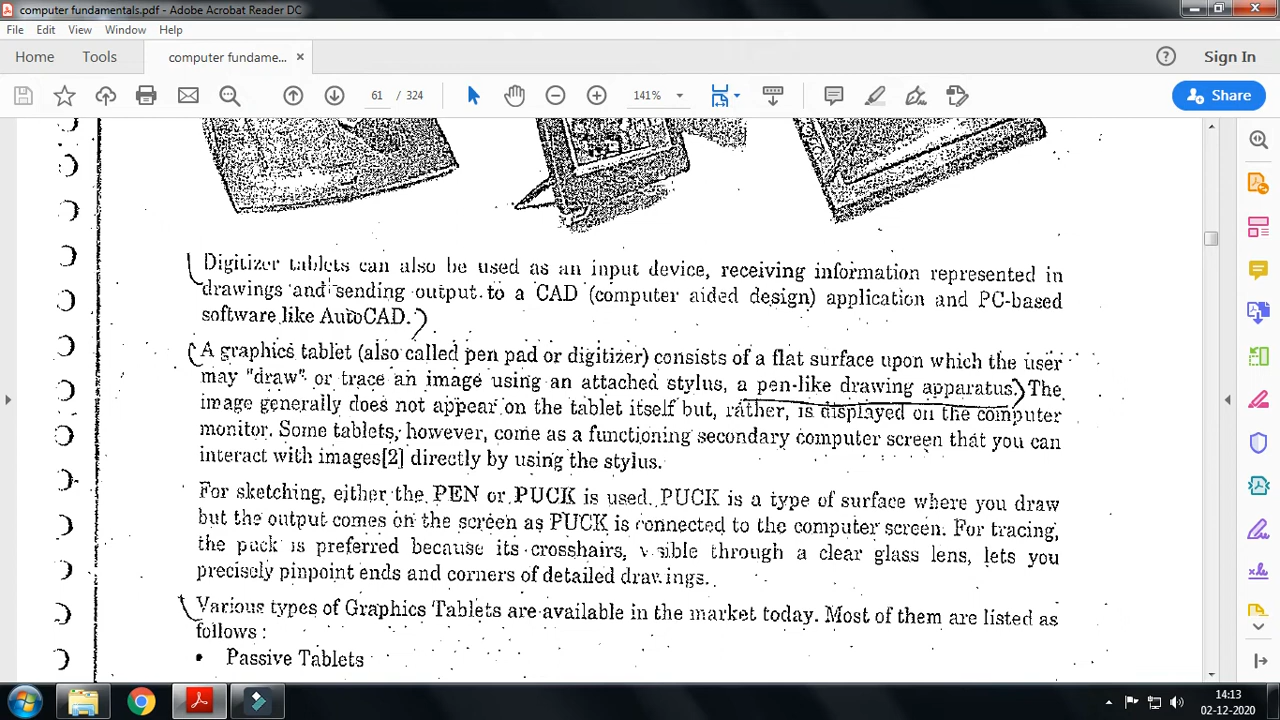 computer fundamentals.pdf - Adobe Acrobat Reader DC
File Edit View Window Help
Home Tools computer fundame... × Sign In
61 / 324 141% Share
Digitizer tablets can also be used as an input device, receiving information represented in
drawings and sending output to a CAD (computer aided design) application and PC-based
software like AutoCAD.
A graphics tablet (also called pen pad or digitizer) consists of a flat surface upon which the user
may "draw" or trace an image using an attached stylus, a pen-like drawing apparatus. The
image generally does not appear on the tablet itself but, rather, is displayed on the computer
monitor. Some tablets, however, come as a functioning secondary computer screen that you can
interact with images[2] directly by using the stylus.
For sketching, either the PEN or PUCK is used. PUCK is a type of surface where you draw
but the output comes on the screen as PUCK is connected to the computer screen. For tracing,
the puck is preferred because its crosshairs, visible through a clear glass lens, lets you
precisely pinpoint ends and corners of detailed drawings.
Various types of Graphics Tablets are available in the market today. Most of them are listed as
follows :
• Passive Tablets
14:13
02-12-2020